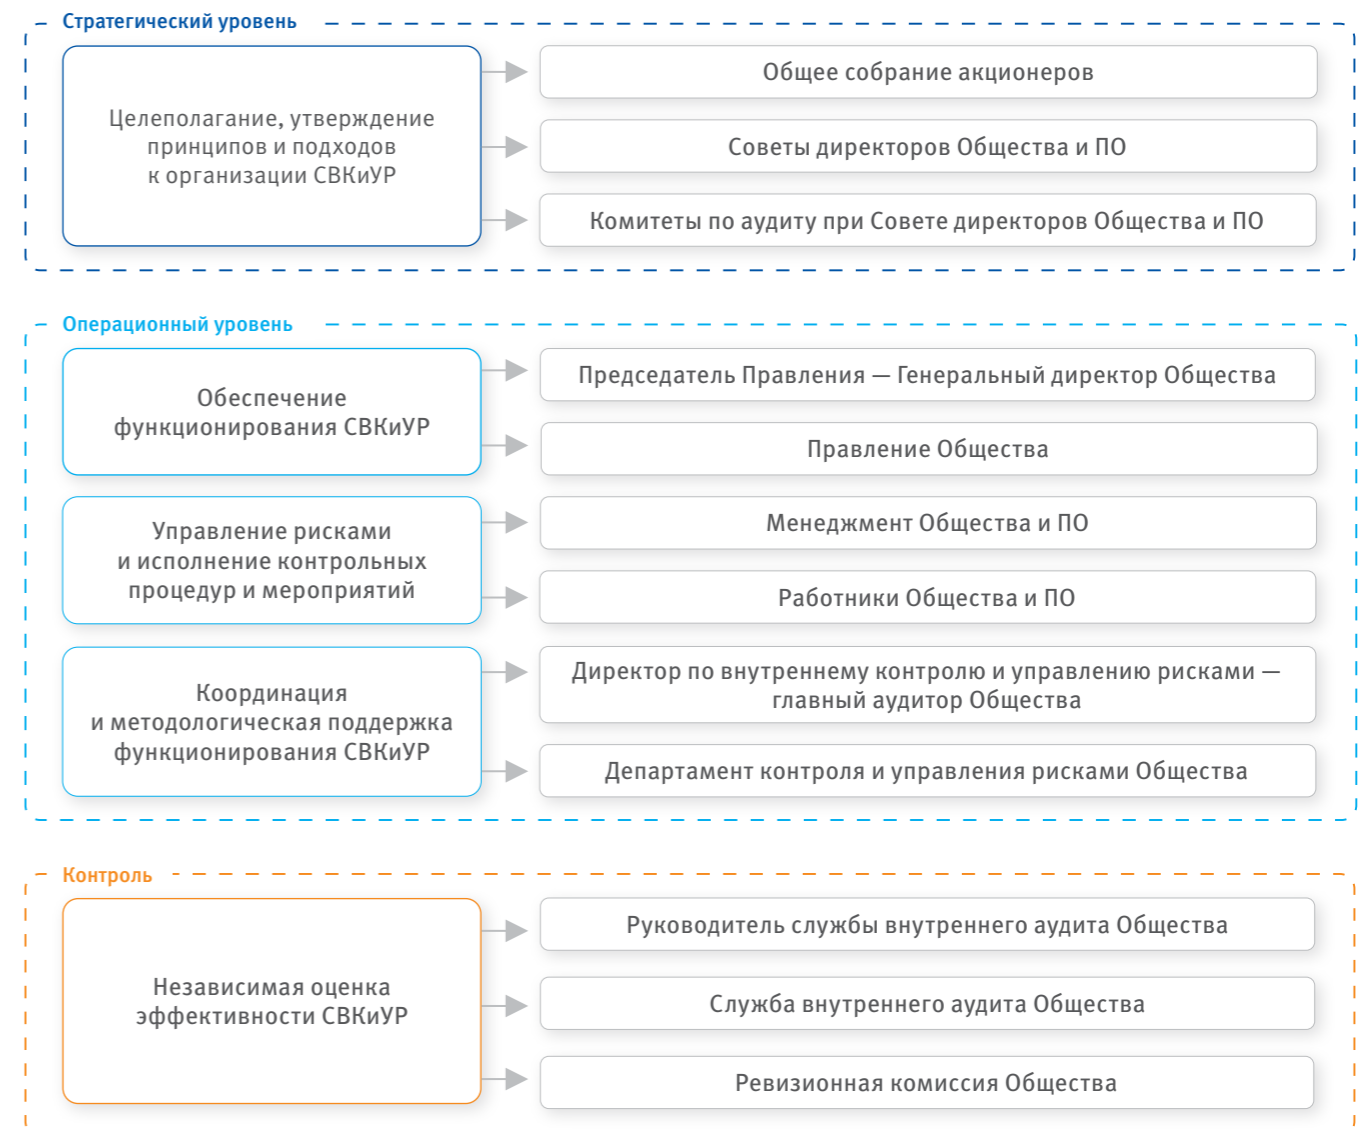 Стратегический уровень
Целеполагание, утверждение
принципов и подходов
к организации СВКиУР
Общее собрание акционеров
Советы директоров Общества и ПО
Комитеты по аудиту при Совете директоров Общества и ПО
Операционный уровень
Обеспечение
функционирования СВКиУР
Председатель Правления — Генеральный директор Общества
Правление Общества
Управление рисками
и исполнение контрольных
процедур и мероприятий
Менеджмент Общества и ПО
Работники Общества и ПО
Координация
и методологическая поддержка
функционирования СВКиУР
Директор по внутреннему контролю и управлению рисками —
главный аудитор Общества
Департамент контроля и управления рисками Общества
Контроль
Независимая оценка
эффективности СВКиУР
Руководитель службы внутреннего аудита Общества
Служба внутреннего аудита Общества
Ревизионная комиссия Общества